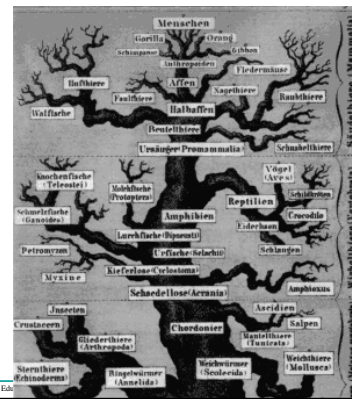 Menschen
Gorilla
Orang
Schimpanse
Gibbon
Anthropoiden
Fledermäuse
Affen
Hufthiere
Nagethiere
Faulthiere
Raubthiere
Walfische
Halbaffen
Beutelthiere
Schnabelthiere
Ursäuger (Promammalia)
Knochenfische
(Teleostei)
Vögel
(Aves)
Molchfische
(Protoptera)
Schildkröten
Reptilien
Schmelzfische
(Ganoides)
Amphibien
Crocodile
Eidechsen
Lurchfische (Dipneusti)
Schlangen
Petromyzon
Urfische (Selachii)
Kieferlose (Cyclostoma)
Myxine
Amphioxus
Schaedellose (Acrania)
Insecten
Ascidien
Crustaceen
Chordonier
Salpen
Gliederthiere
(Arthropoda)
Mantelthiere
(Tunicata)
Sternthiere
(Echinoderma)
Weichwürmer
(Scolecida)
Weichthiere
(Mollusca)
Ringelwürmer
(Annelida)
Edu